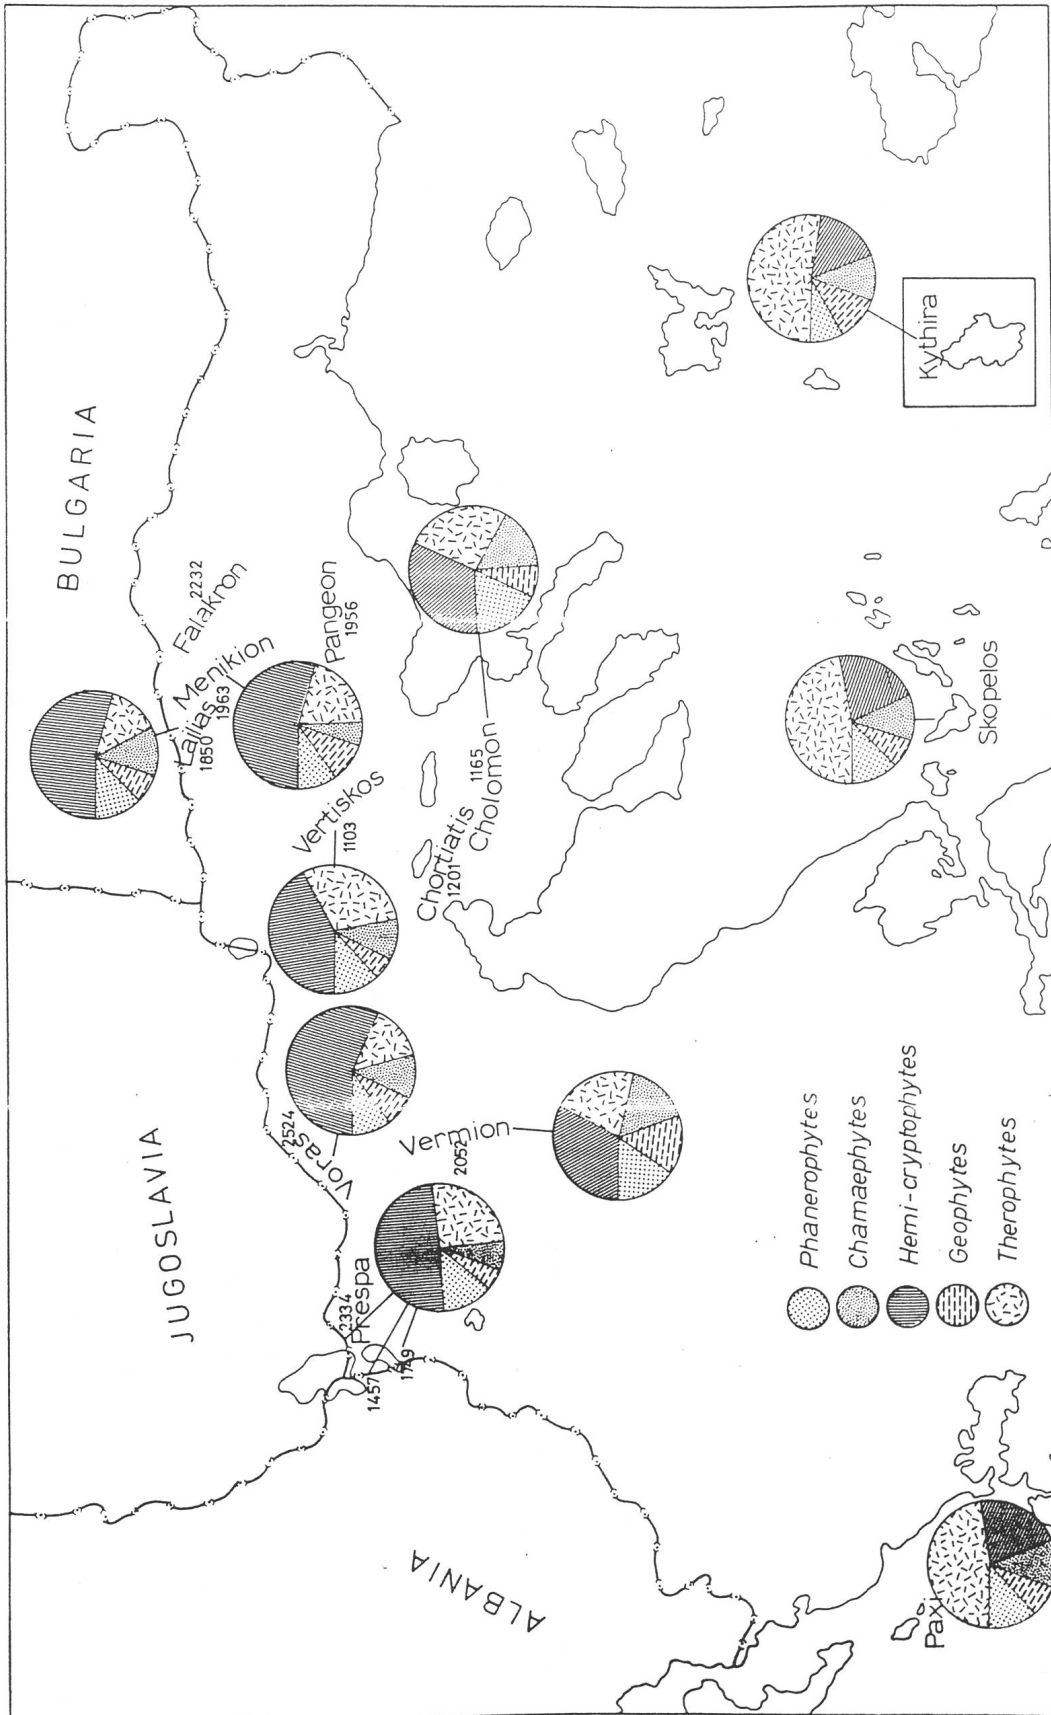 BULGARIA
JUGOSLAVIA
ALBANIA
Falakron
2232
Menikion
1963
Lailias
1850
Pangeon
1956
Vertiskos
1103
Chortiatis
1201
Cholomon
1165
Voras
2524
Vermion
2052
Prespa
2334
1457
1749
Kythira
Skopelos
Paxi
Phanerophytes
Chamaephytes
Hemi-cryptophytes
Geophytes
Therophytes